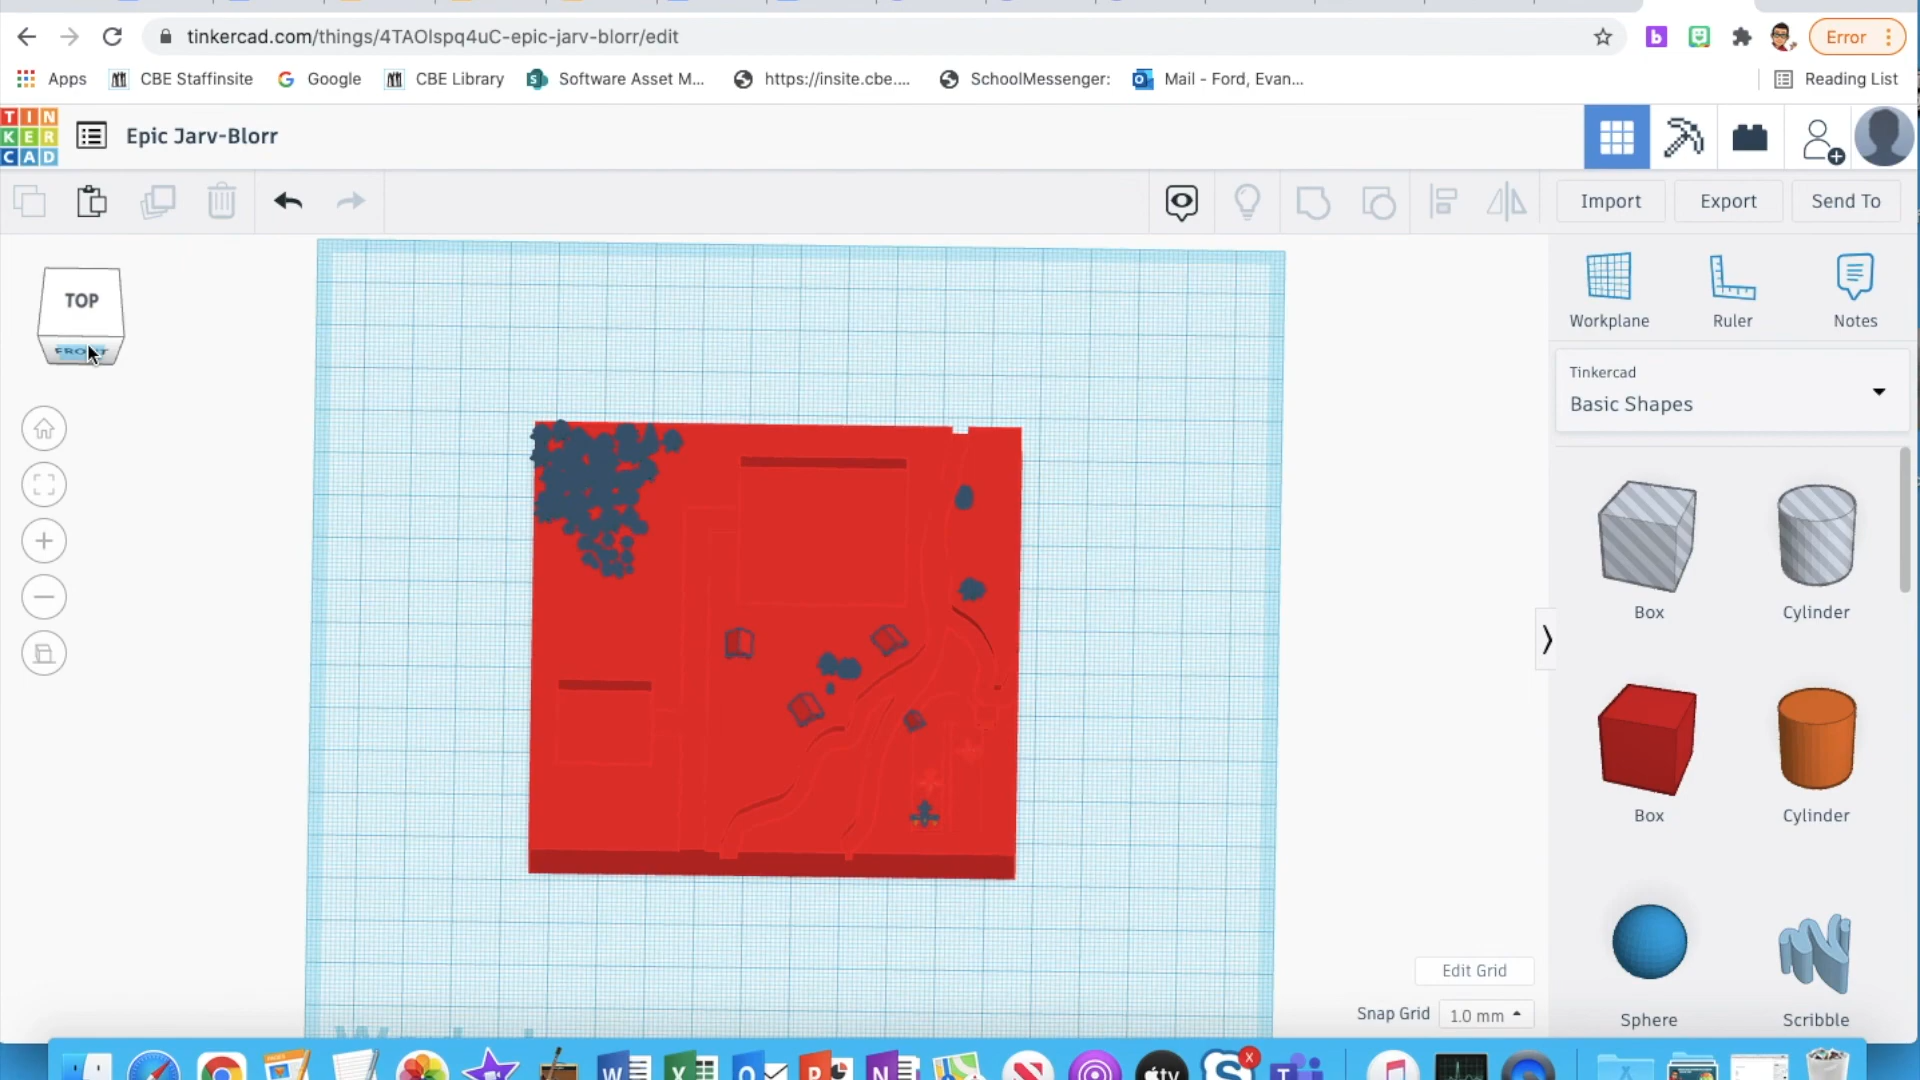 tinkercad.com/things/4TAOlspq4uC-epic-jarv-blorr/edit
Error
Apps
CBE Staffinsite
Google
CBE Library
Software Asset M...
https://insite.cbe....
SchoolMessenger:
Mail - Ford, Evan...
Reading List
TIN
KER
CAD
Epic Jarv-Blorr
Import
Export
Send To
TOP
FRONT
Workplane
Ruler
Notes
Tinkercad
Basic Shapes
Box
Cylinder
Box
Cylinder
Edit Grid
Snap Grid
1.0 mm
Sphere
Scribble
tv